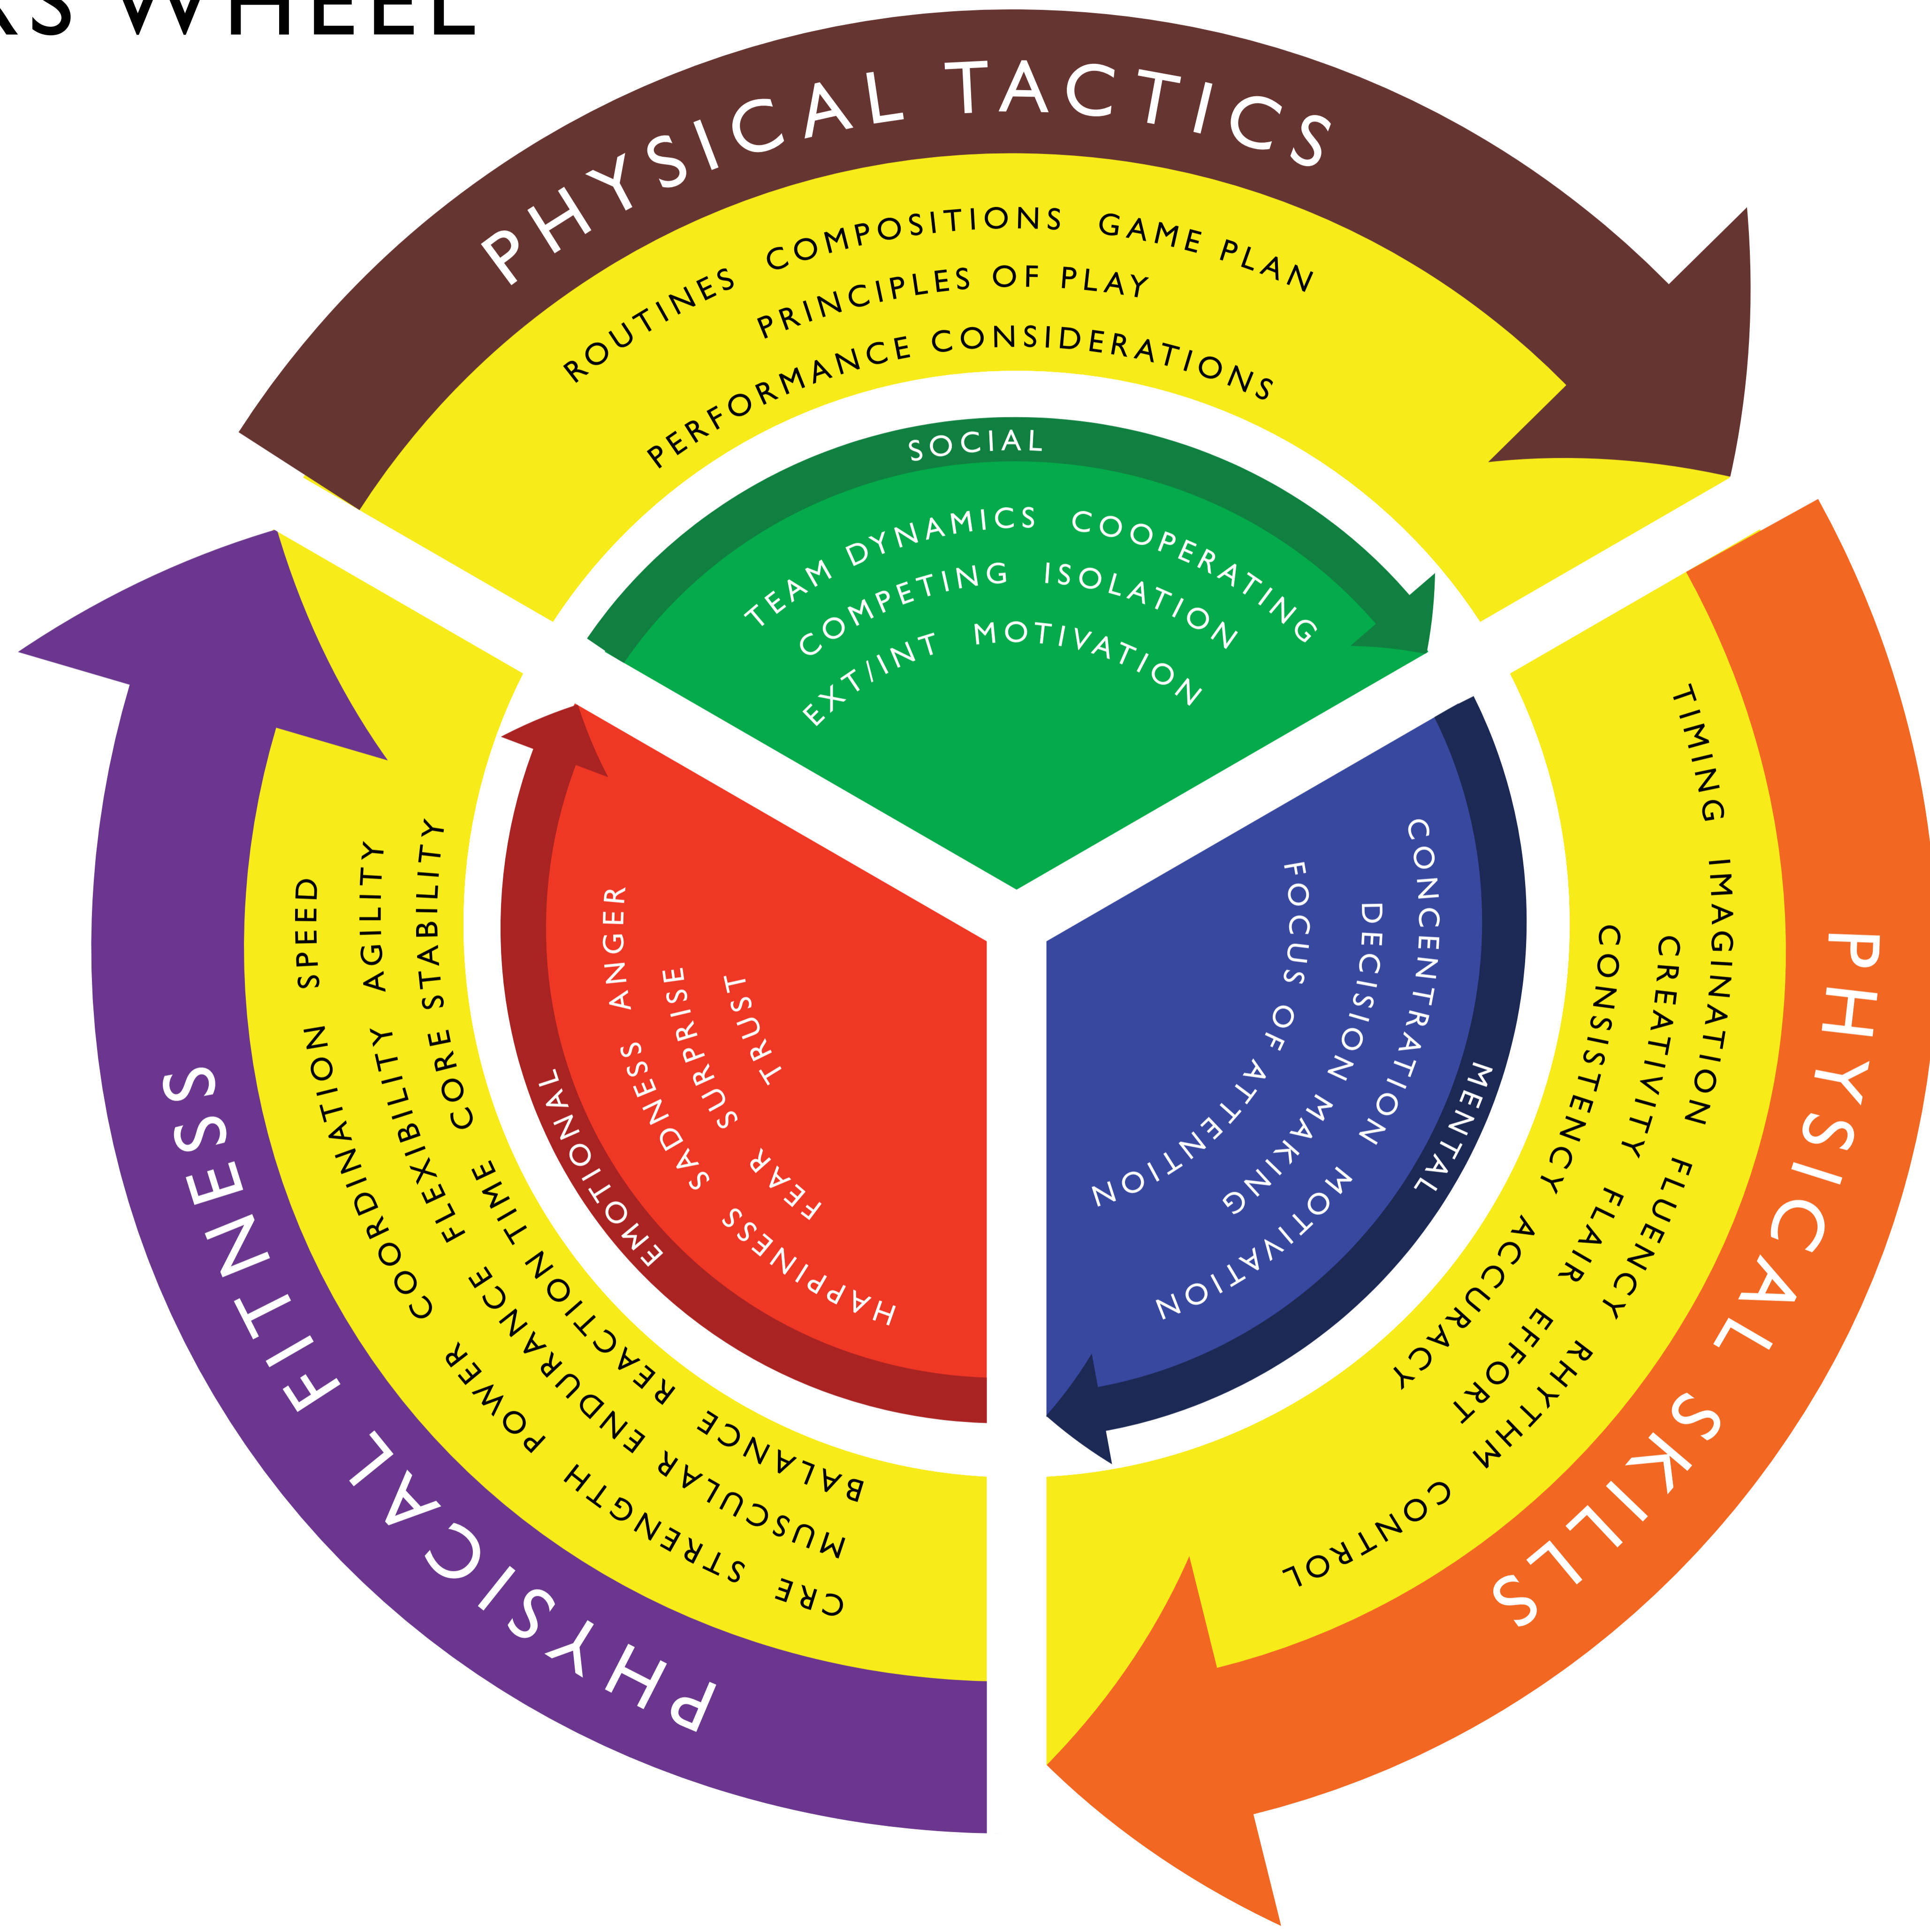 WHEEL
PHYSICAL TACTICS
ROUTINES COMPOSITIONS GAME PLAN
PRINCIPLES OF PLAY
PERFORMANCE CONSIDERATIONS
SOCIAL
TEAM DYNAMICS COOPERATING
COMPETING ISOLATION
EXT/INT MOTIVATION
PHYSICAL SKILLS
TIMING IMAGINATION FLUENCY RHYTHM CONTROL
CREATIVITY FLAIR EFFORT
CONSISTENCY ACCURACY
MENTAL
CONCENTRATION MOTIVATION
DECISION MAKING
FOCUS OF ATTENTION
PHYSICAL FITNESS
CRE STRENGTH POWER COORDINATION SPEED
MUSCULAR ENDURANCE FLEXIBILITY AGILITY
BALANCE REACTION TIME CORE STABILITY
EMOTIONAL
HAPPINESS SADNESS ANGER
FEAR SURPRISE
TRUST